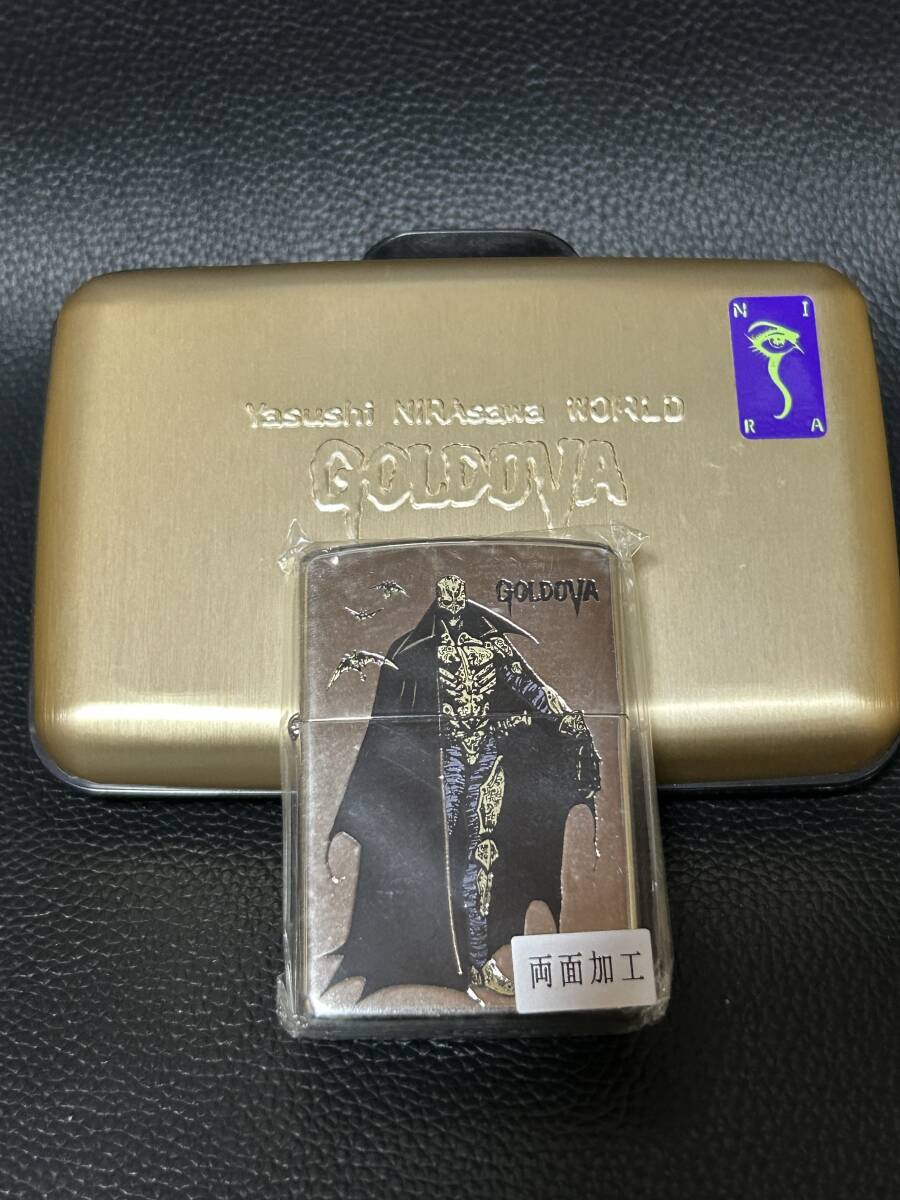 N I
R A
Yasushi NIRAsawa WORLD
GOLDOVA
GOLDOVA
両面加工